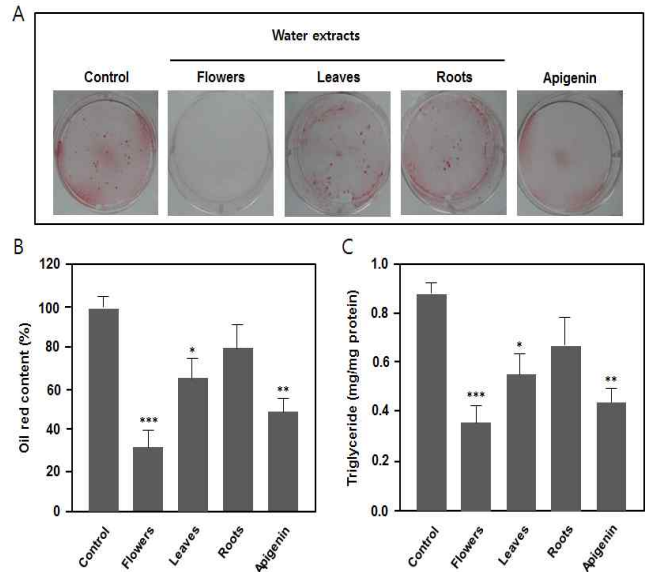 A
Water extracts
Control Flowers Leaves Roots Apigenin
B
120
100
80
60
40
20
0
Oil red content (%)
***
*
**
Control Flowers Leaves Roots Apigenin
C
1.0
0.8
0.6
0.4
0.2
0.0
Triglyceride (mg/mg protein)
***
*
**
Control Flowers Leaves Roots Apigenin